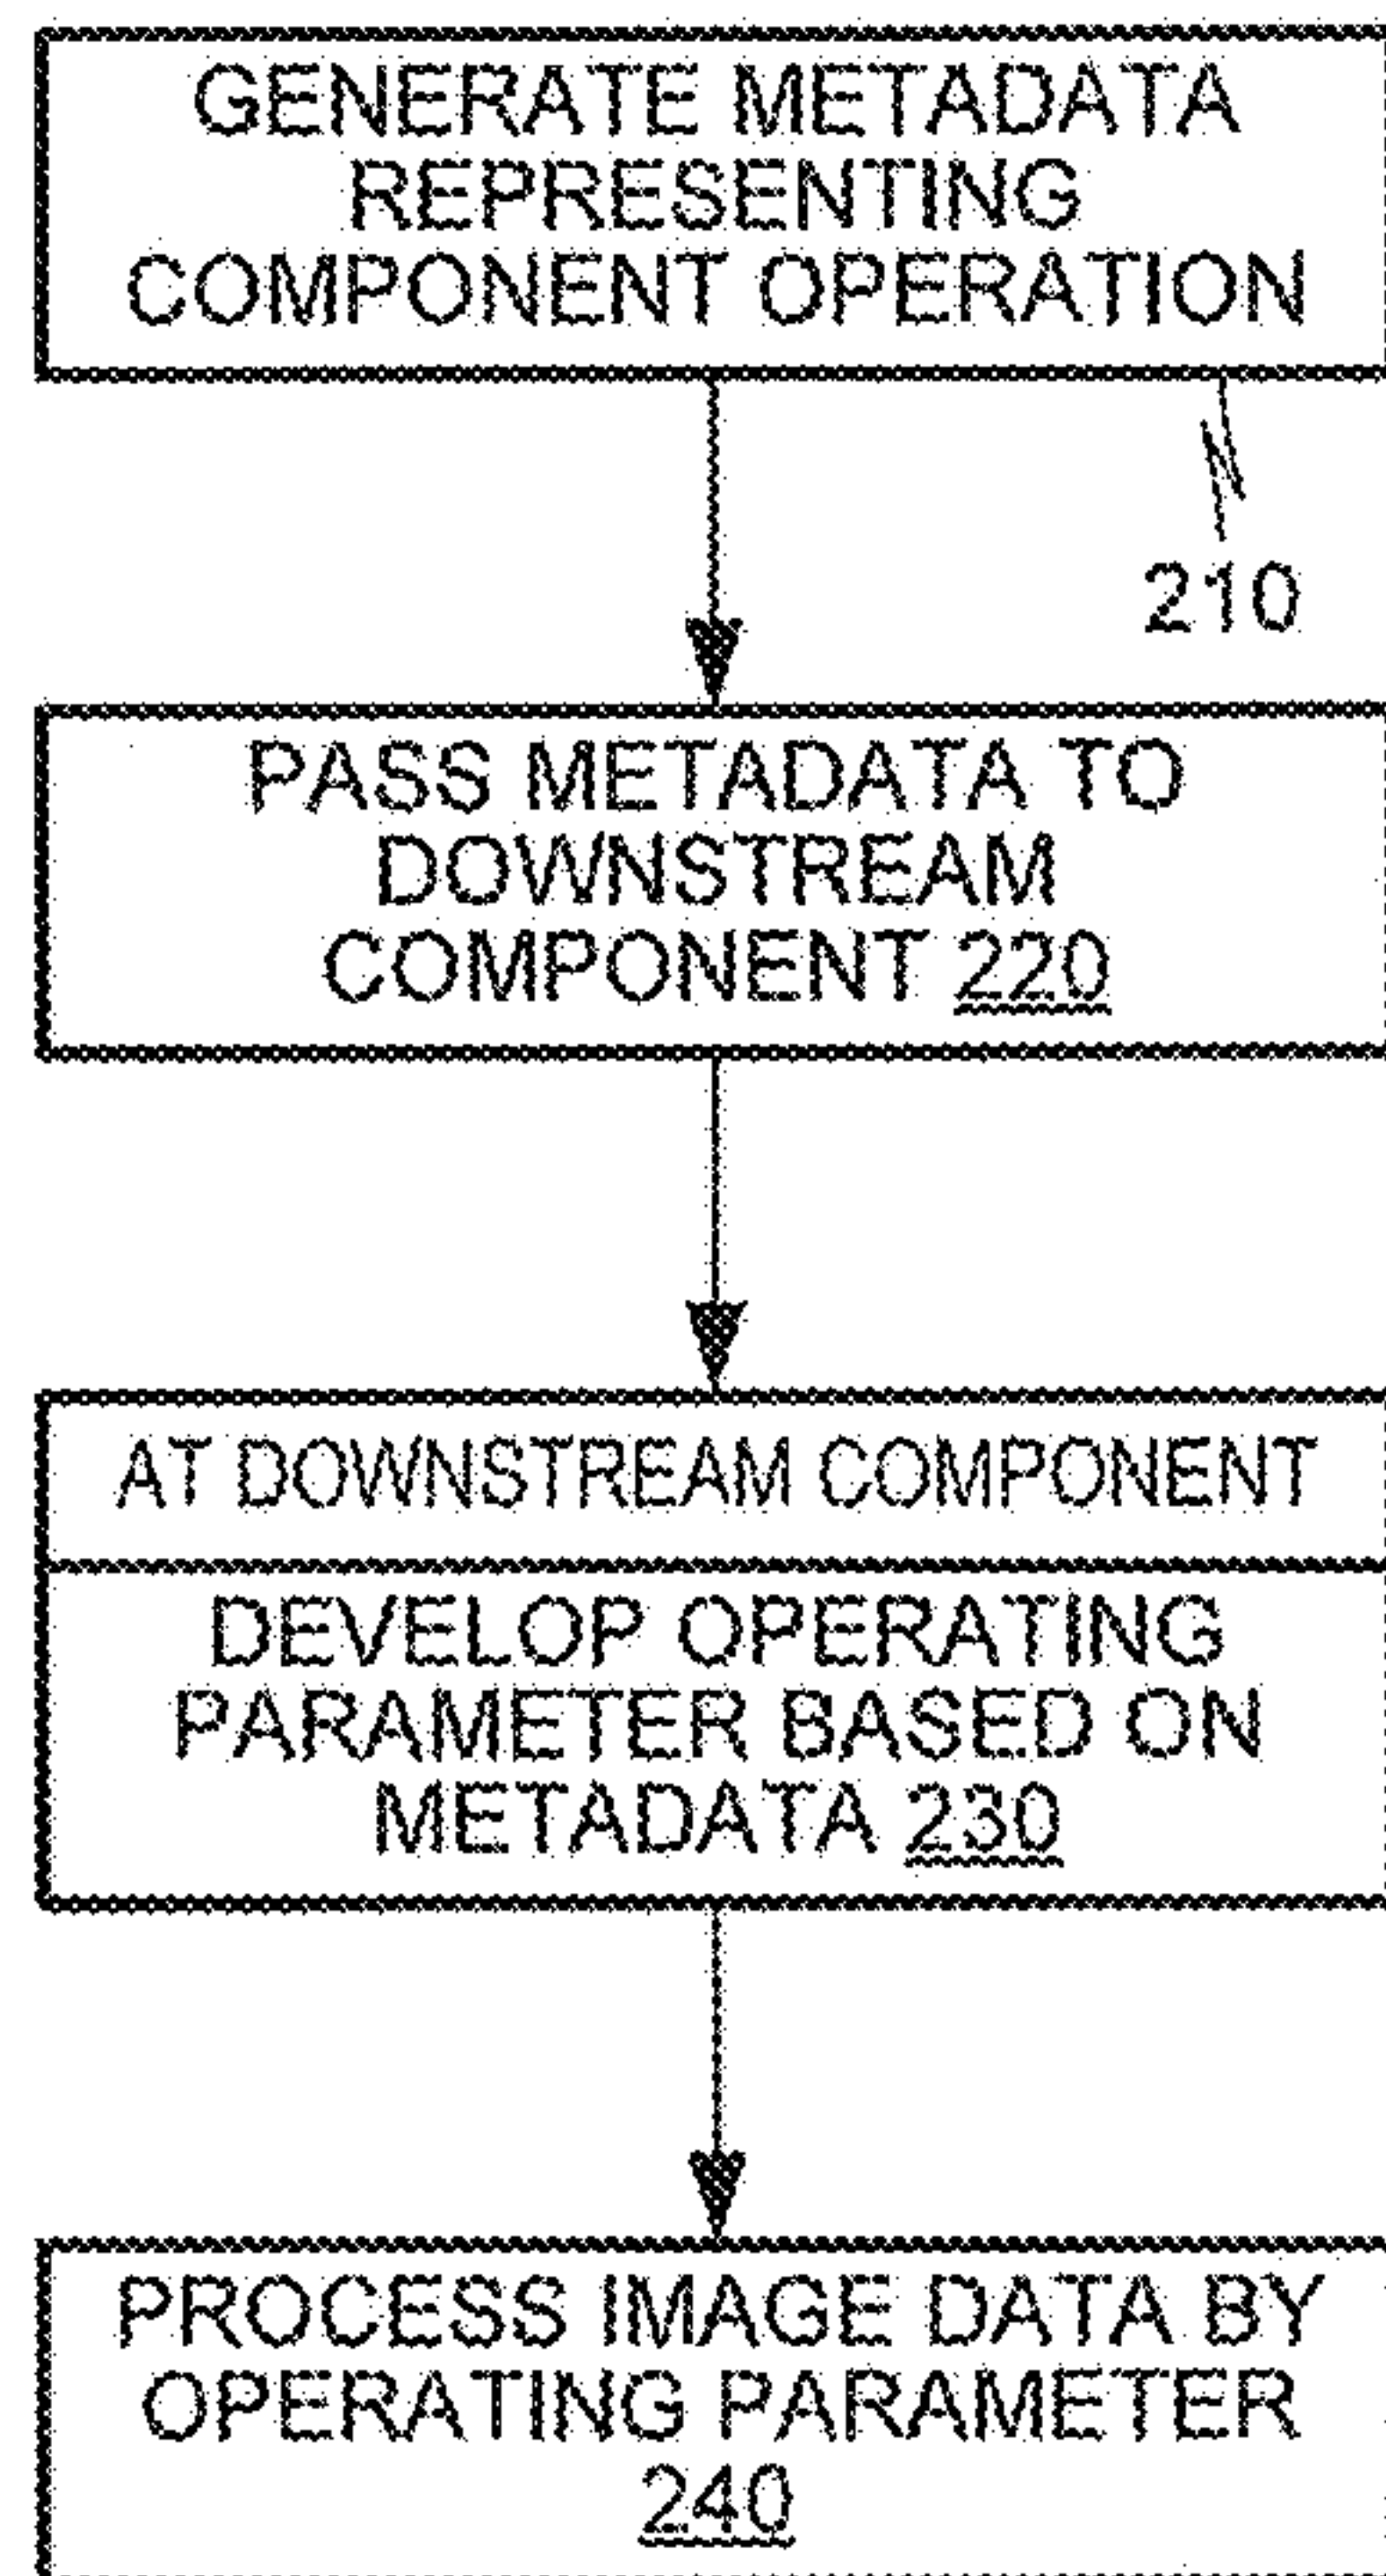 GENERATE METADATA
REPRESENTING
COMPONENT OPERATION
210
PASS METADATA TO
DOWNSTREAM
COMPONENT 220
AT DOWNSTREAM COMPONENT
DEVELOP OPERATING
PARAMETER BASED ON
METADATA 230
PROCESS IMAGE DATA BY
OPERATING PARAMETER
240